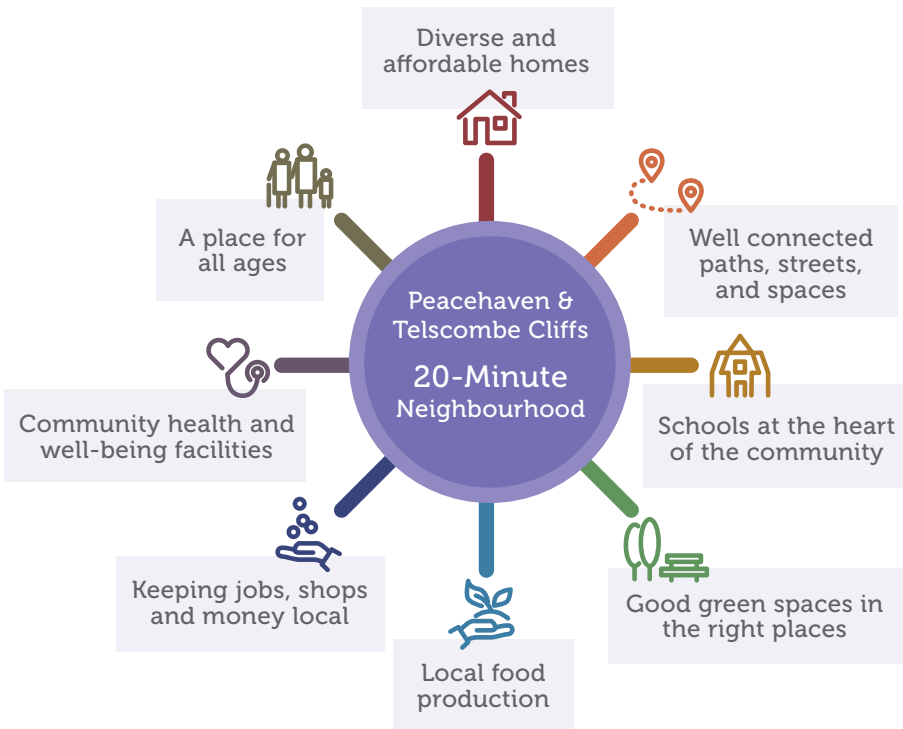 Diverse and
affordable homes
A place for
all ages
Well connected
paths, streets,
and spaces
Peacehaven &
Telscombe Cliffs
20-Minute
Neighbourhood
Community health and
well-being facilities
Schools at the heart
of the community
Keeping jobs, shops
and money local
Good green spaces in
the right places
Local food
production